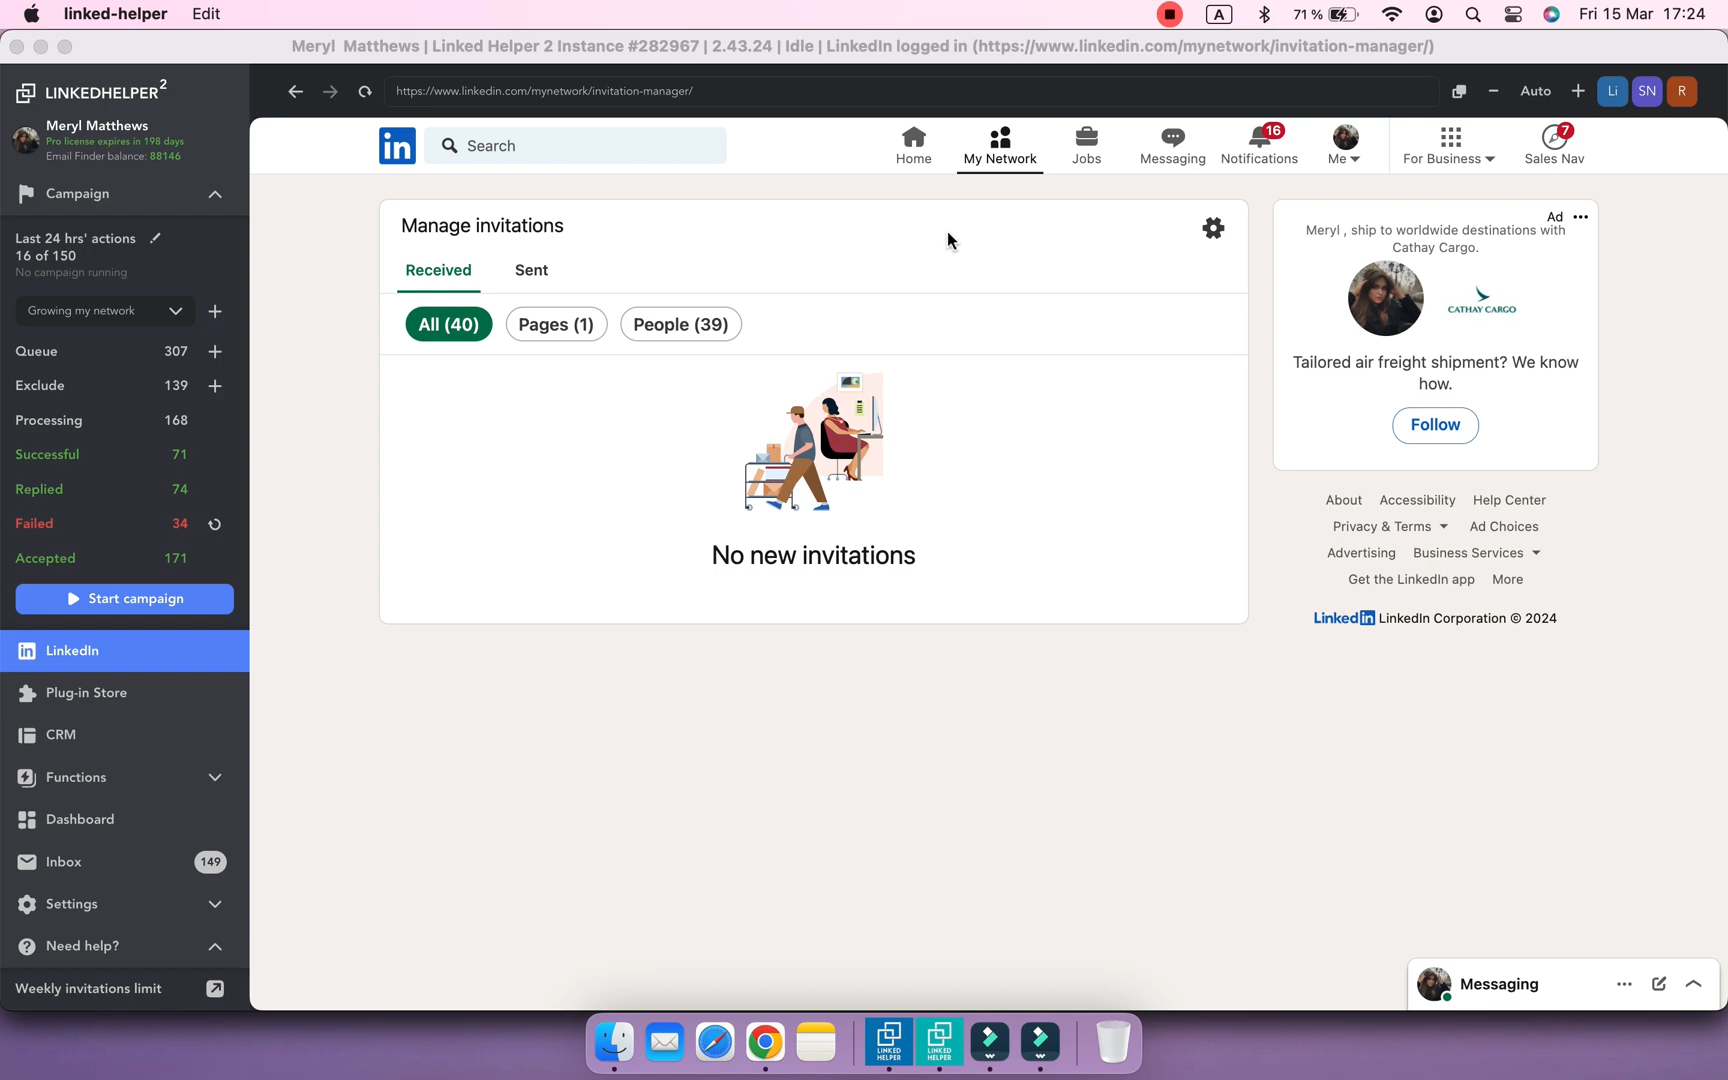 linked-helper Edit
A 71 % Fri 15 Mar 17:24
Meryl Matthews | Linked Helper 2 Instance #282967 | 2.43.24 | Idle | LinkedIn logged in (https://www.linkedin.com/mynetwork/invitation-manager/)
LINKEDHELPER 2
Meryl Matthews
Pro license expires in 198 days
Email Finder balance: 88146
Campaign
Last 24 hrs' actions
16 of 150
No campaign running
Growing my network
Queue 307
Exclude 139
Processing 168
Successful 71
Replied 74
Failed 34
Accepted 171
Start campaign
LinkedIn
Plug-in Store
CRM
Functions
Dashboard
Inbox 149
Settings
Need help?
Weekly invitations limit
https://www.linkedin.com/mynetwork/invitation-manager/
Auto Li SN R
in Search
Home
My Network
Jobs
Messaging
16
Notifications
Me
For Business
7
Sales Nav
Manage invitations
Received Sent
All (40) Pages (1) People (39)
No new invitations
Ad
Meryl , ship to worldwide destinations with
Cathay Cargo.
CATHAY CARGO
Tailored air freight shipment? We know
how.
Follow
About Accessibility Help Center
Privacy & Terms Ad Choices
Advertising Business Services
Get the LinkedIn app More
LinkedIn LinkedIn Corporation © 2024
Messaging
LINKED
HELPER
LINKED
HELPER